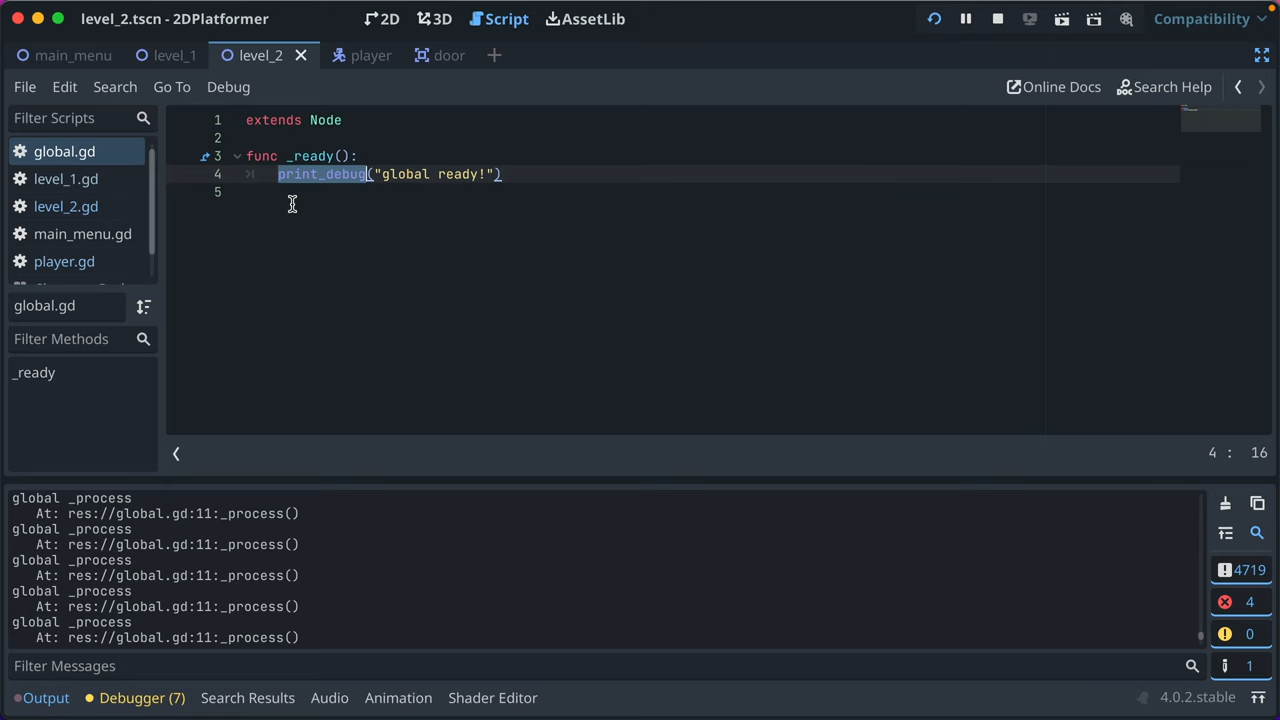 level_2.tscn - 2DPlatformer
2D
3D
Script
AssetLib
Compatibility
main_menu
level_1
level_2
player
door
File
Edit
Search
Go To
Debug
Online Docs
Search Help
Filter Scripts
global.gd
level_1.gd
level_2.gd
main_menu.gd
player.gd
global.gd
Filter Methods
_ready
1 extends Node
2
3 func _ready():
4 print_debug("global ready!")
5
4 : 16
global _process
At: res://global.gd:11:_process()
global _process
At: res://global.gd:11:_process()
global _process
At: res://global.gd:11:_process()
global _process
At: res://global.gd:11:_process()
global _process
At: res://global.gd:11:_process()
4719
4
0
1
Filter Messages
Output
Debugger (7)
Search Results
Audio
Animation
Shader Editor
4.0.2.stable